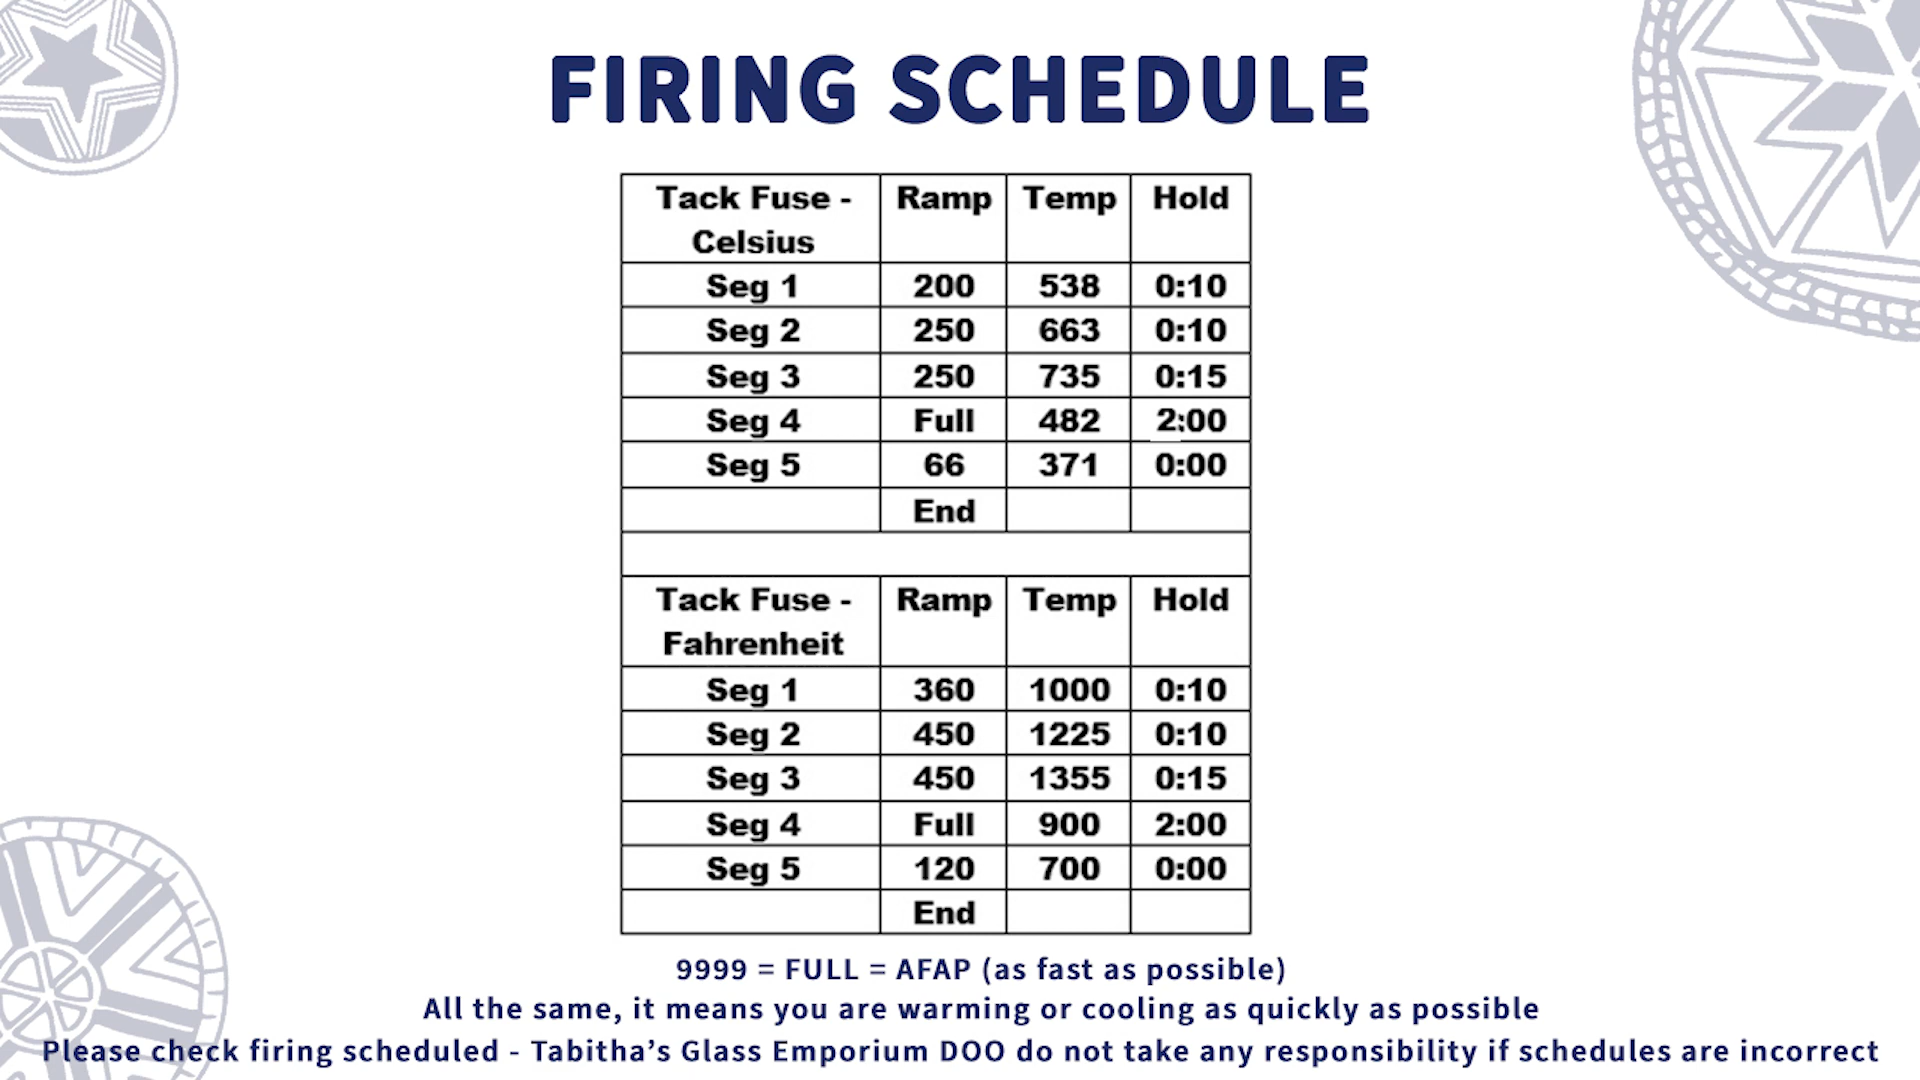 FIRING SCHEDULE
Tack Fuse - Celsius Ramp Temp Hold
Seg 1 200 538 0:10
Seg 2 250 663 0:10
Seg 3 250 735 0:15
Seg 4 Full 482 2:00
Seg 5 66 371 0:00
End
Tack Fuse - Fahrenheit Ramp Temp Hold
Seg 1 360 1000 0:10
Seg 2 450 1225 0:10
Seg 3 450 1355 0:15
Seg 4 Full 900 2:00
Seg 5 120 700 0:00
End
9999 = FULL = AFAP (as fast as possible)
All the same, it means you are warming or cooling as quickly as possible
Please check firing scheduled - Tabitha’s Glass Emporium DOO do not take any responsibility if schedules are incorrect